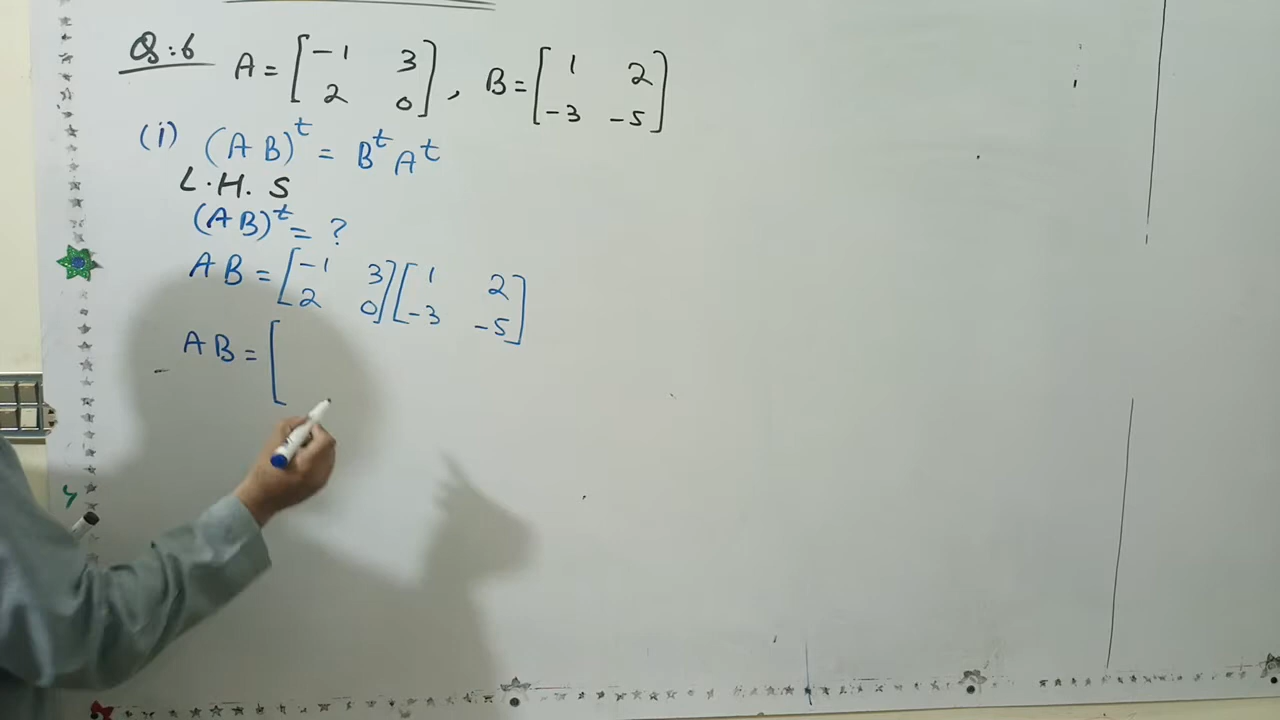 Q:6 A = [-1 3 2 0], B = [1 2 -3 -5]
(i) (AB)^t = B^t A^t
L.H.S
(AB)^t = ?
AB = [-1 3 2 0][1 2 -3 -5]
AB = [